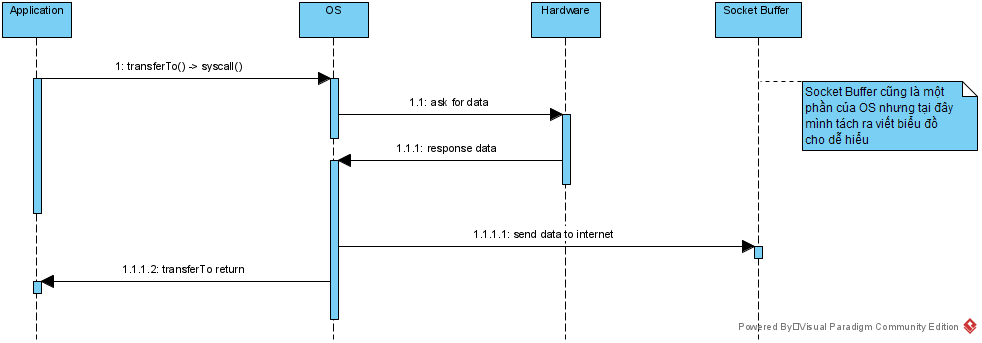 Application
OS
Hardware
Socket Buffer
1: transferTo() -> syscall()
Socket Buffer cũng là một
phần của OS nhưng tại đây
mình tách ra viết biểu đồ
cho dễ hiểu
1.1: ask for data
1.1.1: response data
1.1.1.1: send data to internet
1.1.1.2: transferTo return
Powered By□Visual Paradigm Community Edition